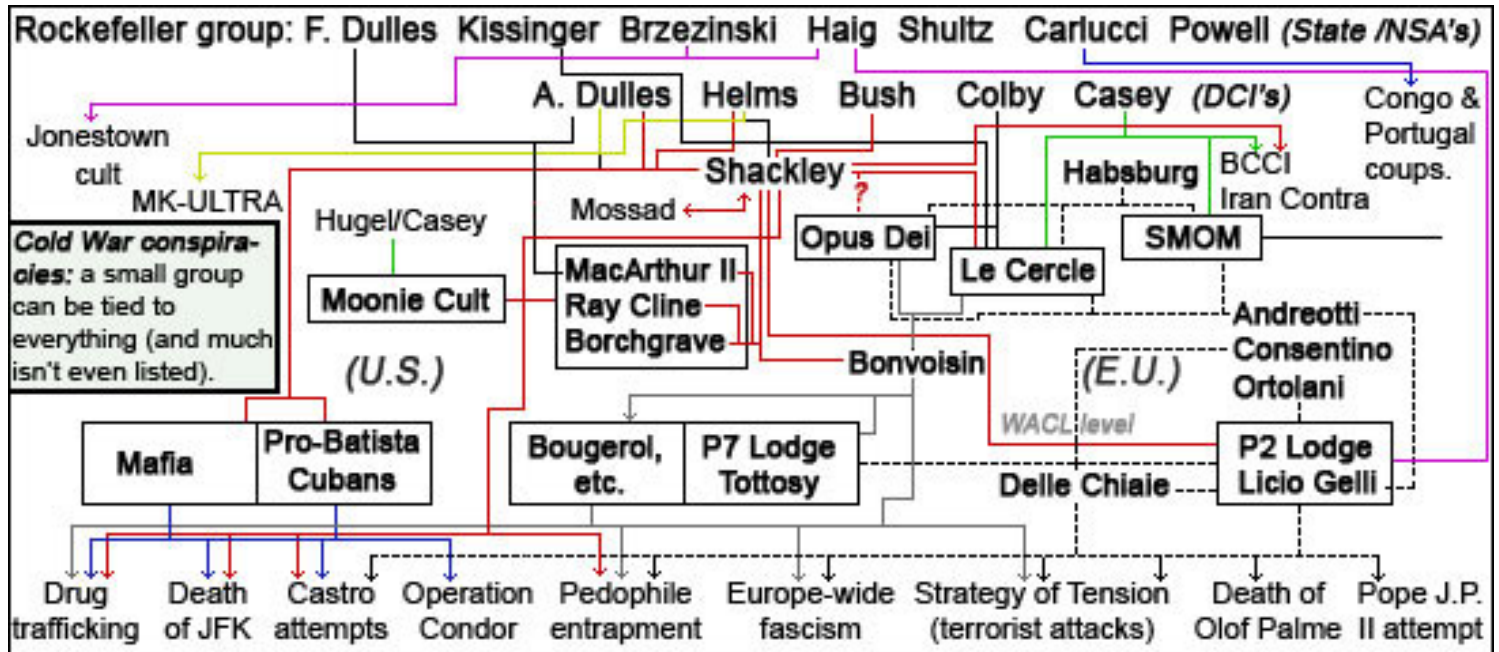 Rockefeller group: F. Dulles Kissinger Brzezinski Haig Shultz Carlucci Powell (State /NSA's)
A. Dulles Helms Bush Colby Casey (DCI's)
Congo &
Portugal
coups.
Jonestown
cult
MK-ULTRA
Shackley
Mossad
?
Habsburg
BCCI
Iran Contra
Cold War conspira-
cies: a small group
can be tied to
everything (and much
isn't even listed).
Hugel/Casey
Moonie Cult
MacArthur II
Ray Cline
Borchgrave
Opus Dei
Le Cercle
SMOM
(U.S.)
Bonvoisin
(E.U.)
Andreotti
Consentino
Ortolani
WACL level
Mafia
Pro-Batista
Cubans
Bougerol,
etc.
P7 Lodge
Tottosy
Delle Chiaie
P2 Lodge
Licio Gelli
Drug
trafficking
Death
of JFK
Castro
attempts
Operation
Condor
Pedophile
entrapment
Europe-wide
fascism
Strategy of Tension
(terrorist attacks)
Death of
Olof Palme
Pope J.P.
II attempt